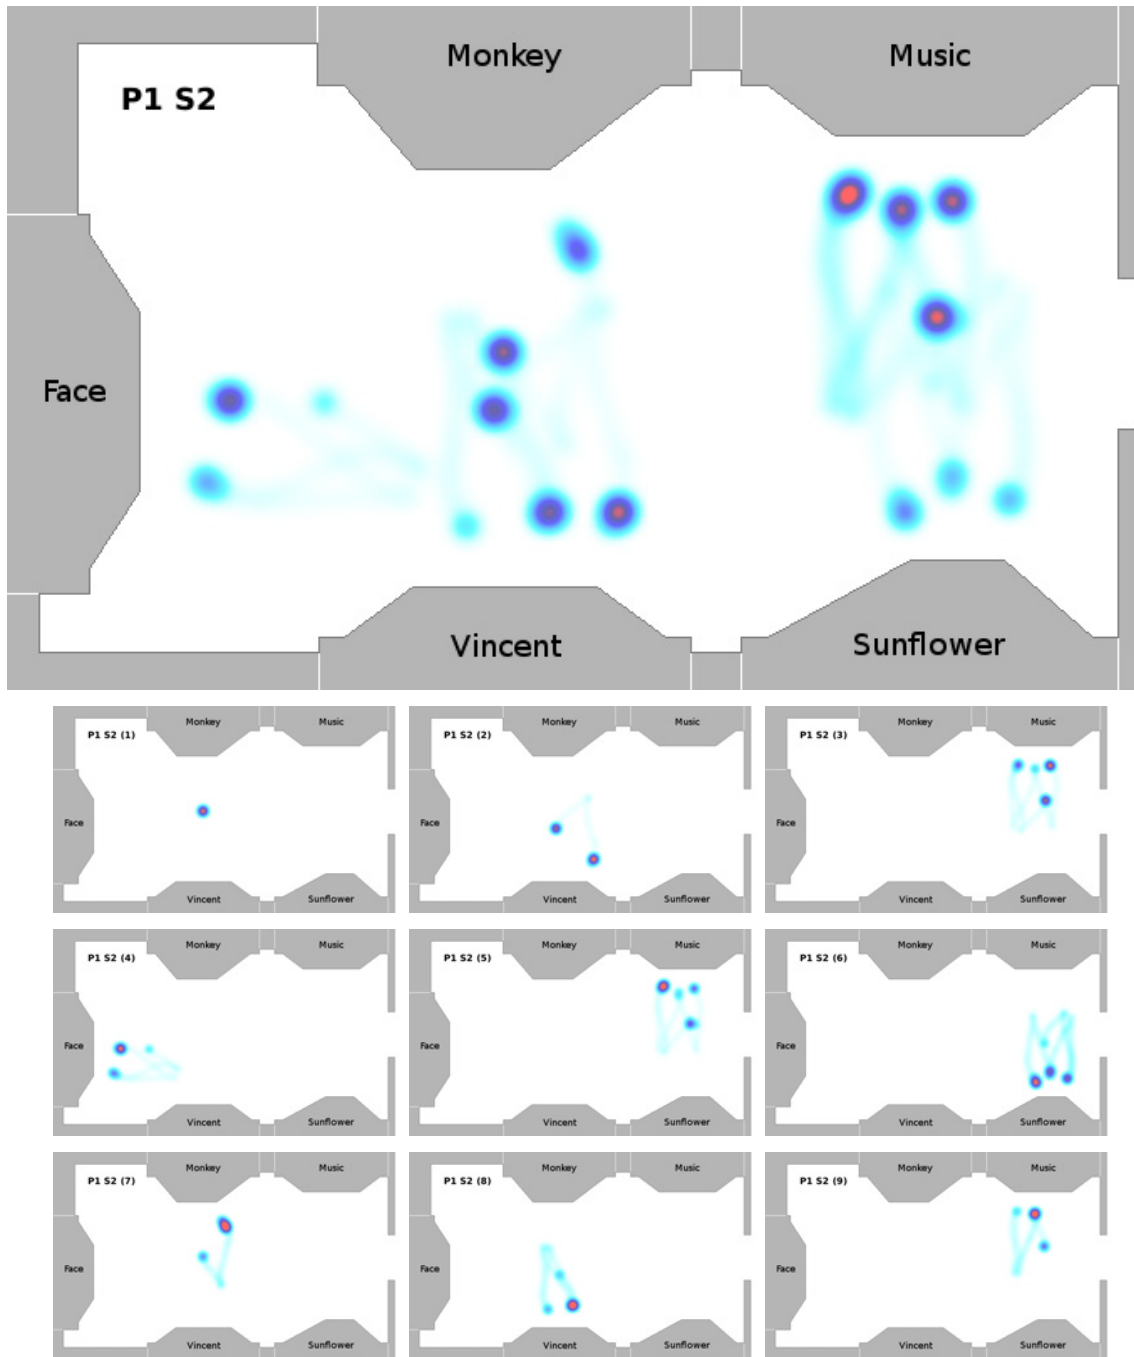 Monkey
Music
P1 S2
Face
Vincent
Sunflower
Monkey
Music
P1 S2 (1)
Face
Vincent
Sunflower
Monkey
Music
P1 S2 (2)
Face
Vincent
Sunflower
Monkey
Music
P1 S2 (3)
Face
Vincent
Sunflower
Monkey
Music
P1 S2 (4)
Face
Vincent
Sunflower
Monkey
Music
P1 S2 (5)
Face
Vincent
Sunflower
Monkey
Music
P1 S2 (6)
Face
Vincent
Sunflower
Monkey
Music
P1 S2 (7)
Face
Vincent
Sunflower
Monkey
Music
P1 S2 (8)
Face
Vincent
Sunflower
Monkey
Music
P1 S2 (9)
Face
Vincent
Sunflower